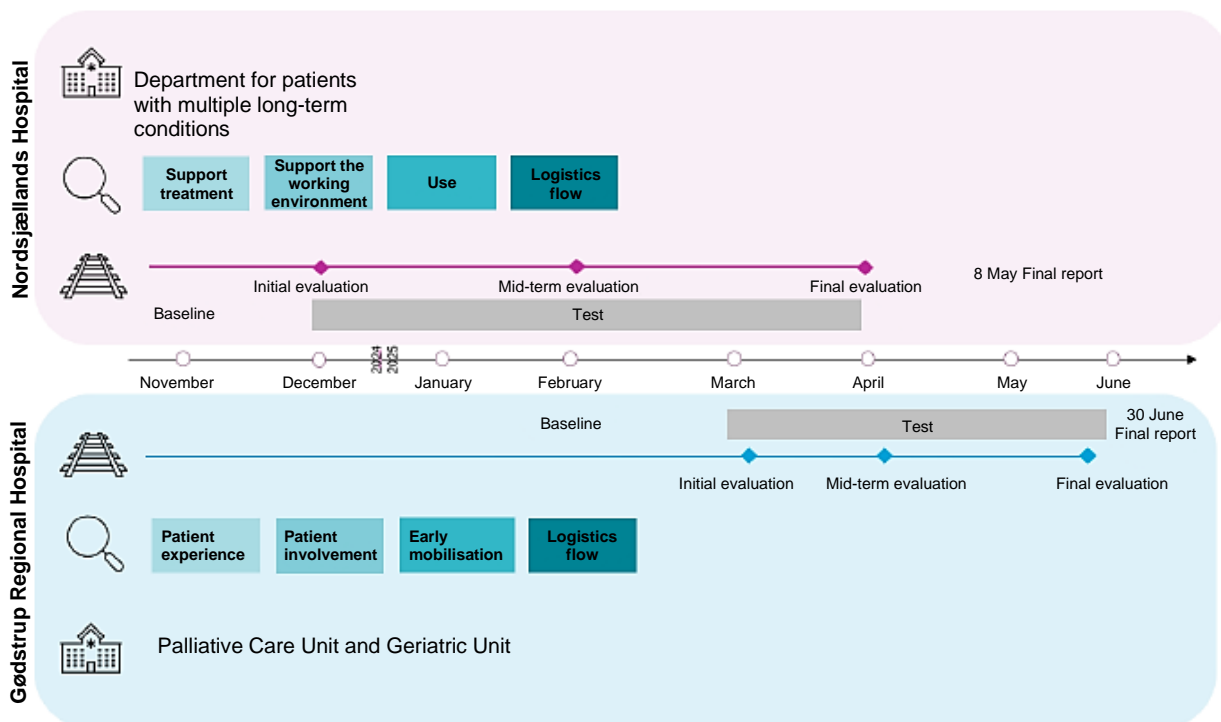 Nordsjællands Hospital
Department for patients
with multiple long-term
conditions
Support
treatment
Support the
working
environment
Use
Logistics
flow
Initial evaluation
Mid-term evaluation
Final evaluation
8 May Final report
Baseline
Test
2024
2025
November
December
January
February
March
April
May
June
Gødstrup Regional Hospital
Baseline
Test
30 June
Final report
Initial evaluation
Mid-term evaluation
Final evaluation
Patient
experience
Patient
involvement
Early
mobilisation
Logistics
flow
Palliative Care Unit and Geriatric Unit